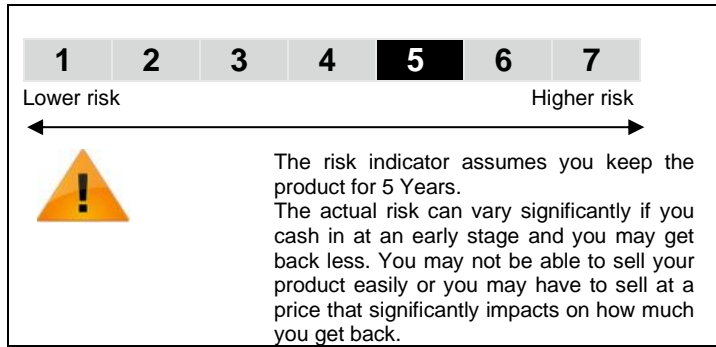 1 2 3 4 5 6 7
Lower risk Higher risk
!
The risk indicator assumes you keep the
product for 5 Years.
The actual risk can vary significantly if you
cash in at an early stage and you may get
back less. You may not be able to sell your
product easily or you may have to sell at a
price that significantly impacts on how much
you get back.